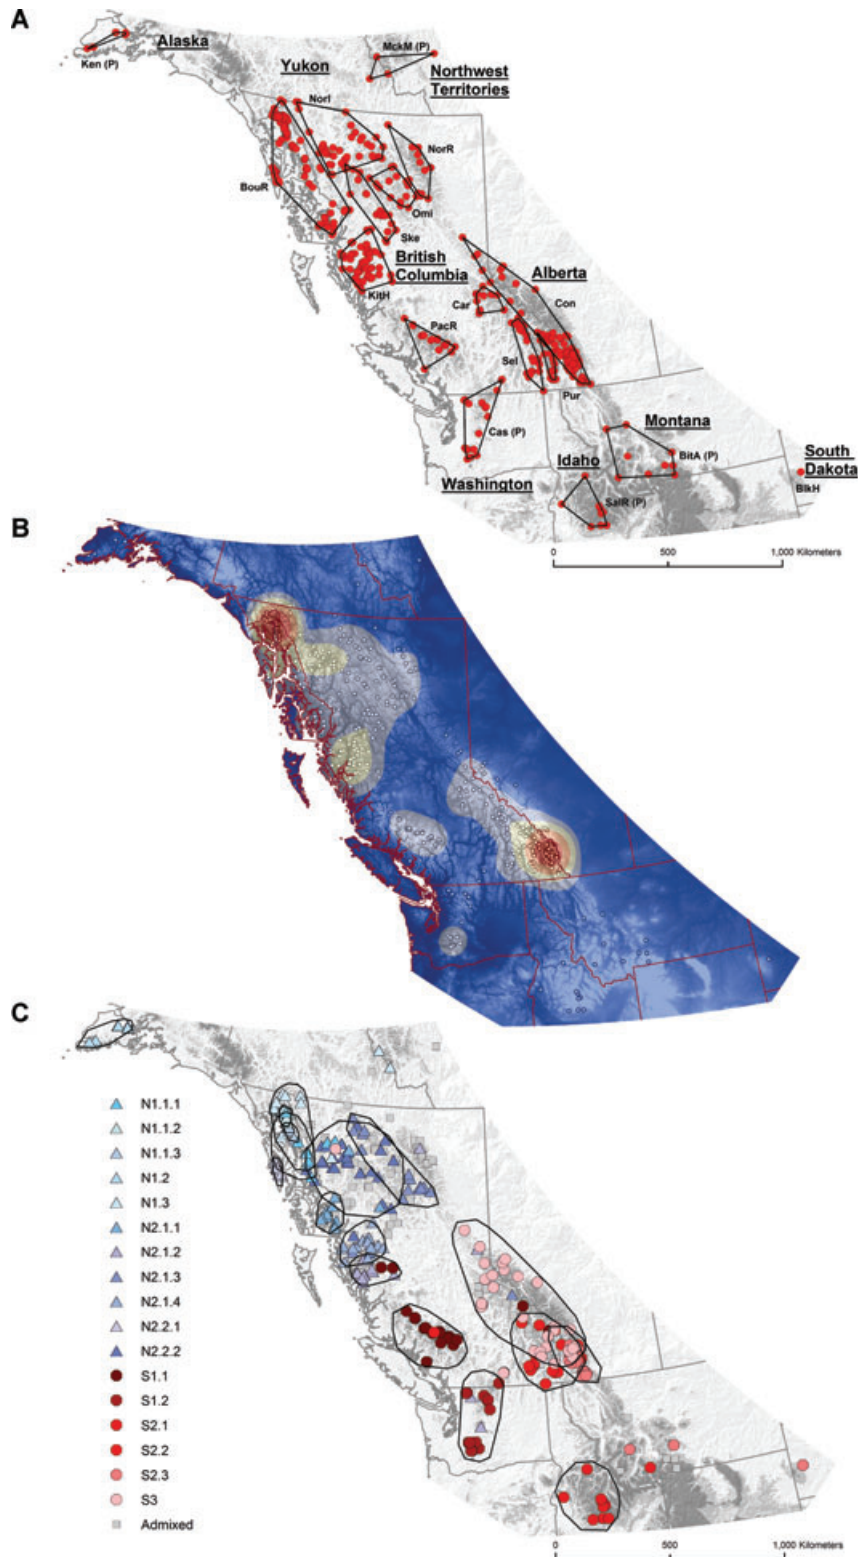 A
Alaska
Ken (P)
MckM (P)
Yukon
Northwest
Territories
NorI
NorR
BouR
Omi
Ske
British
Columbia
Alberta
KitH
Car
Con
PacR
Sel
Pur
Montana
Cas (P)
BitA (P)
Idaho
South
Dakota
Washington
SalR (P)
BlkH
0 500 1,000 Kilometers
B
C
N1.1.1
N1.1.2
N1.1.3
N1.2
N1.3
N2.1.1
N2.1.2
N2.1.3
N2.1.4
N2.2.1
N2.2.2
S1.1
S1.2
S2.1
S2.2
S2.3
S3
Admixed
0 500 1,000 Kilometers